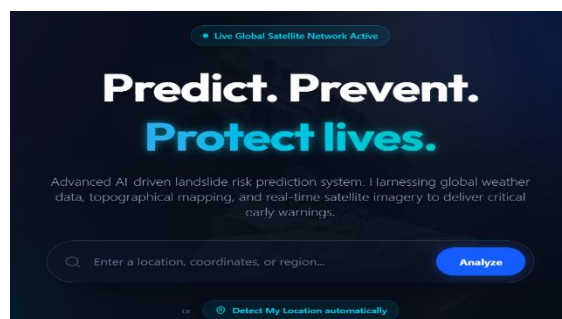 Live Global Satellite Network Active
Predict. Prevent.
Protect lives.
Advanced AI-driven landslide risk prediction system. Harnessing global weather
data, topographical mapping, and real-time satellite imagery to deliver critical
early warnings.
Enter a location, coordinates, or region...
Analyze
Detect My Location automatically